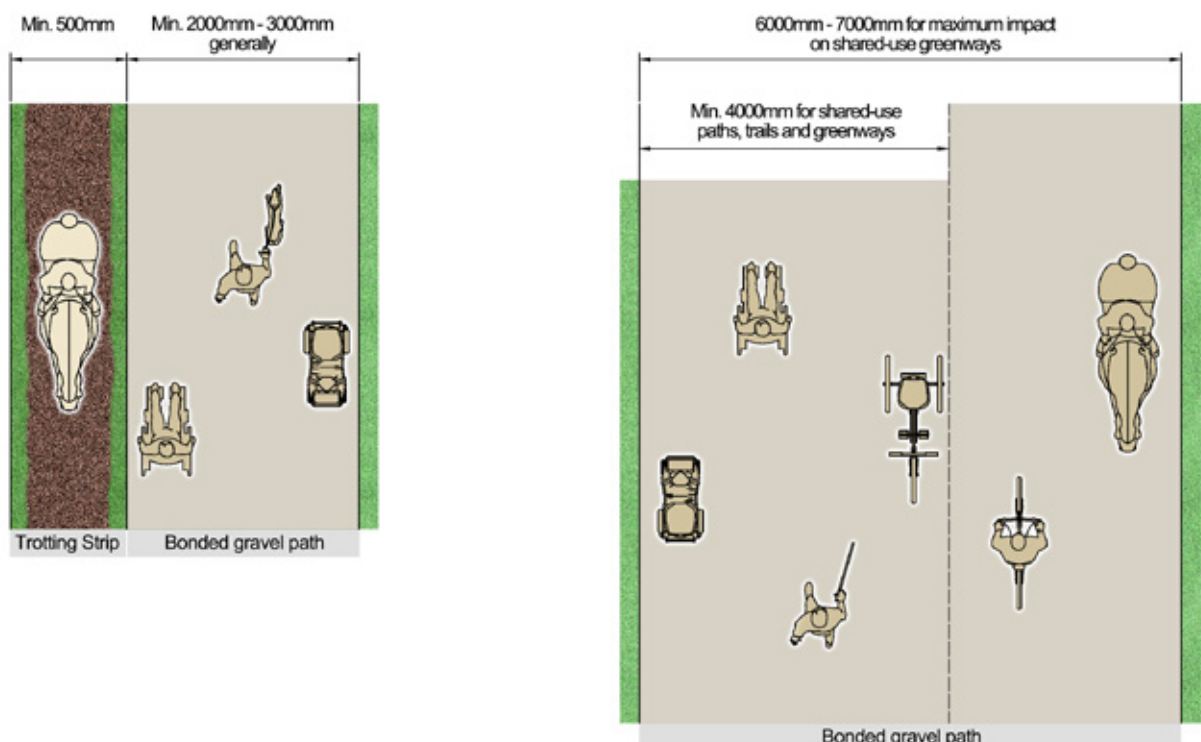 Min. 500mm
Min. 2000mm - 3000mm
generally
Trotting Strip
Bonded gravel path
6000mm - 7000mm for maximum impact
on shared-use greenways
Min. 4000mm for shared-use
paths, trails and greenways
Bonded gravel path